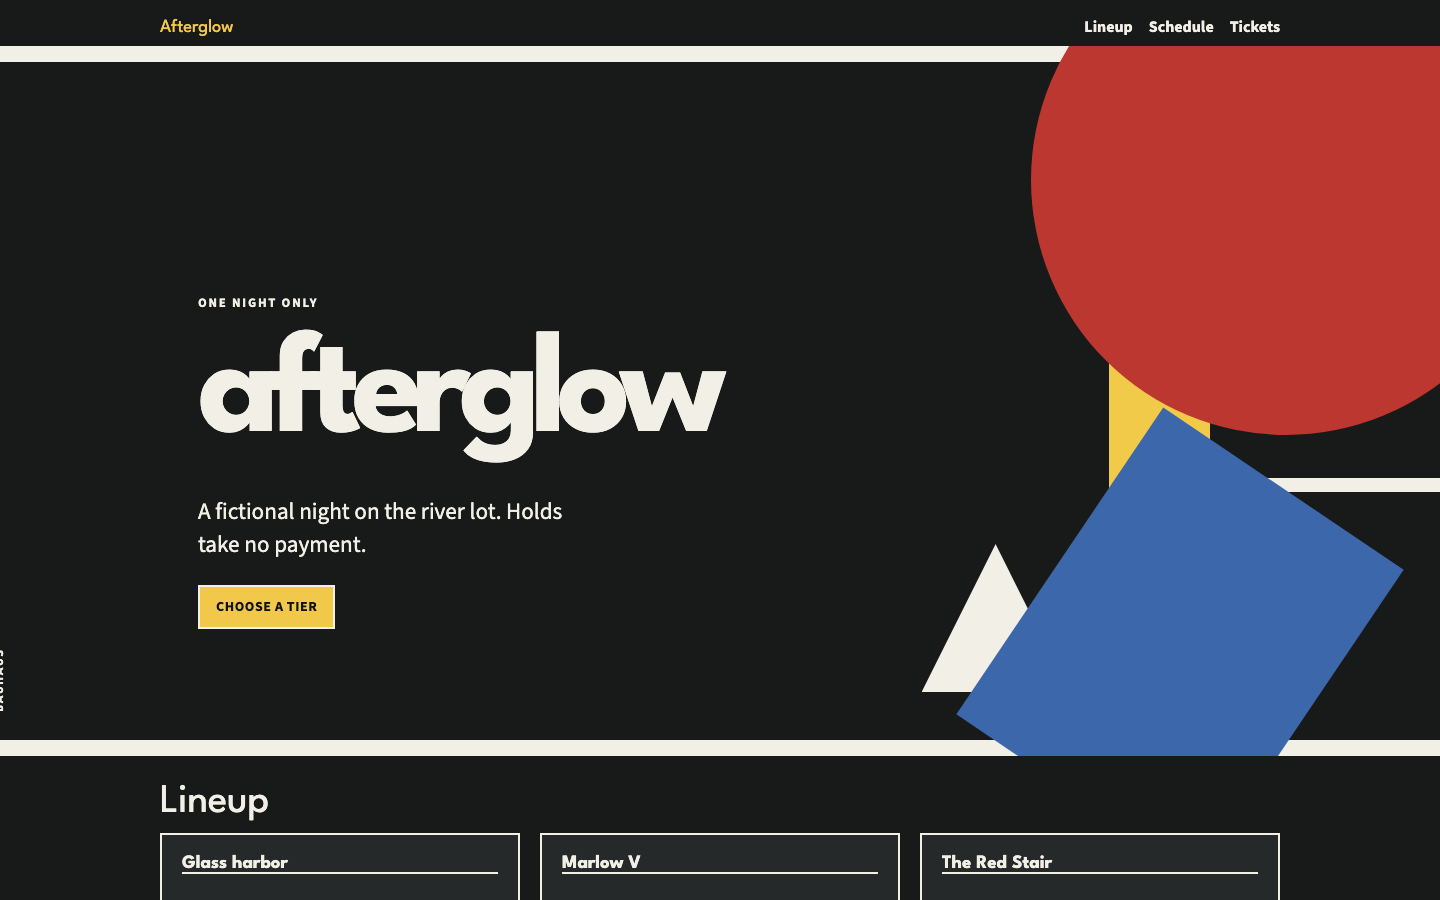 Afterglow
Lineup Schedule Tickets
ONE NIGHT ONLY
afterglow
A fictional night on the river lot. Holds
take no payment.
CHOOSE A TIER
BAUHAUS
Lineup
Glass harbor
Marlow V
The Red Stair